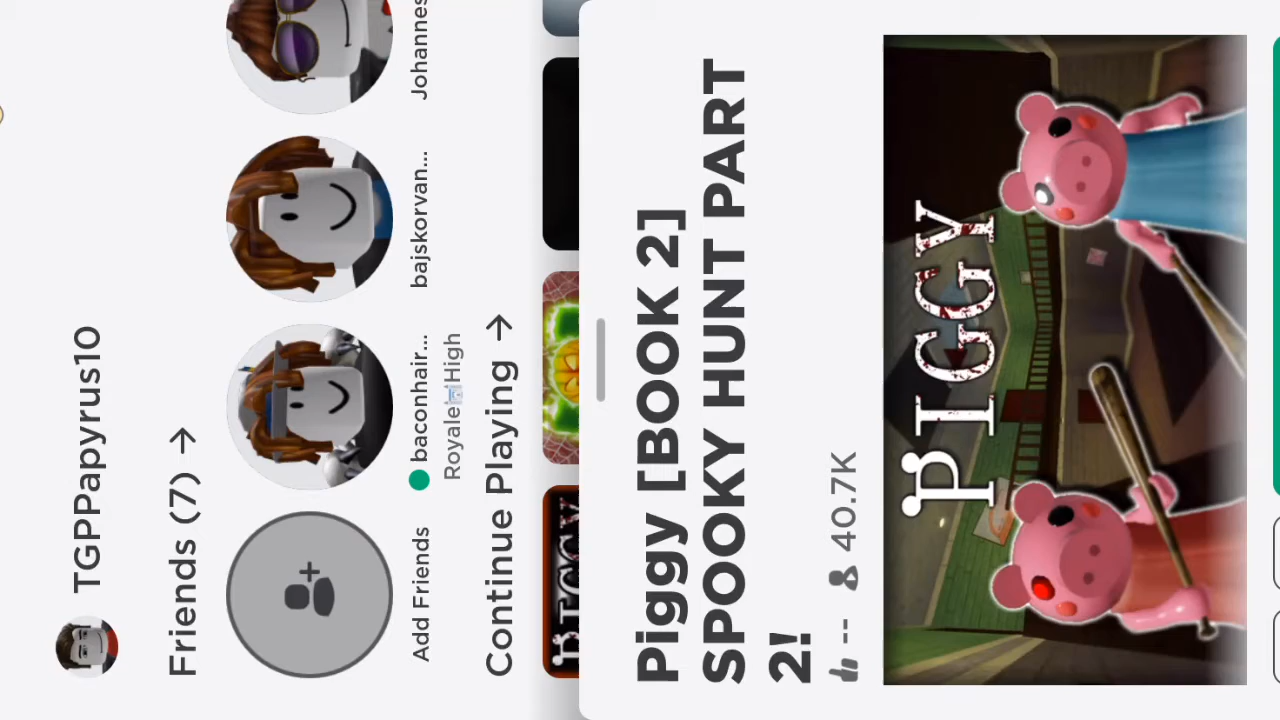 TGPPapyrus10
Friends (7) →
Add Friends
baconhair...
Royale🏰High
bajskorvan...
Johannes
Continue Playing →
PIGGY
Piggy [BOOK 2]
SPOOKY HUNT PART
2!
-- 40.7K
PIGGY